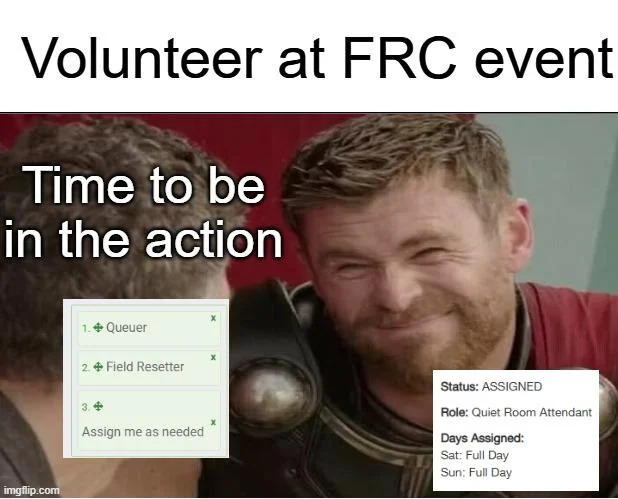 Volunteer at FRC event
Time to be
in the action
1. Queuer x
2. Field Resetter x
3.
Assign me as needed x
Status: ASSIGNED
Role: Quiet Room Attendant
Days Assigned:
Sat: Full Day
Sun: Full Day
imgflip.com